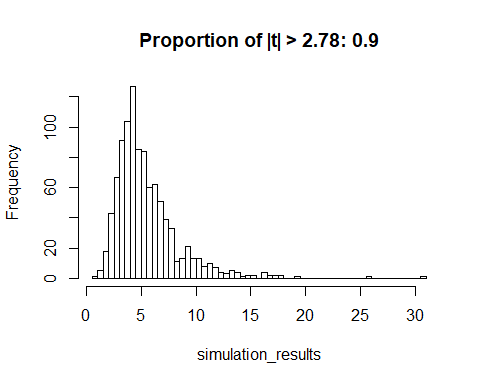 Proportion of |t| > 2.78: 0.9
Frequency
100
60
20
0
0 5 10 15 20 25 30
simulation_results